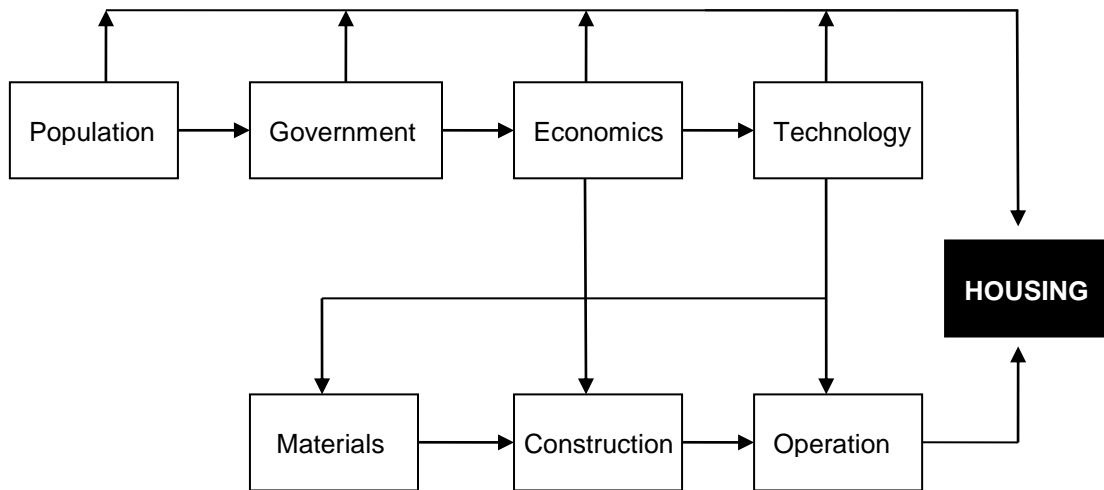 Population
Government
Economics
Technology
HOUSING
Materials
Construction
Operation